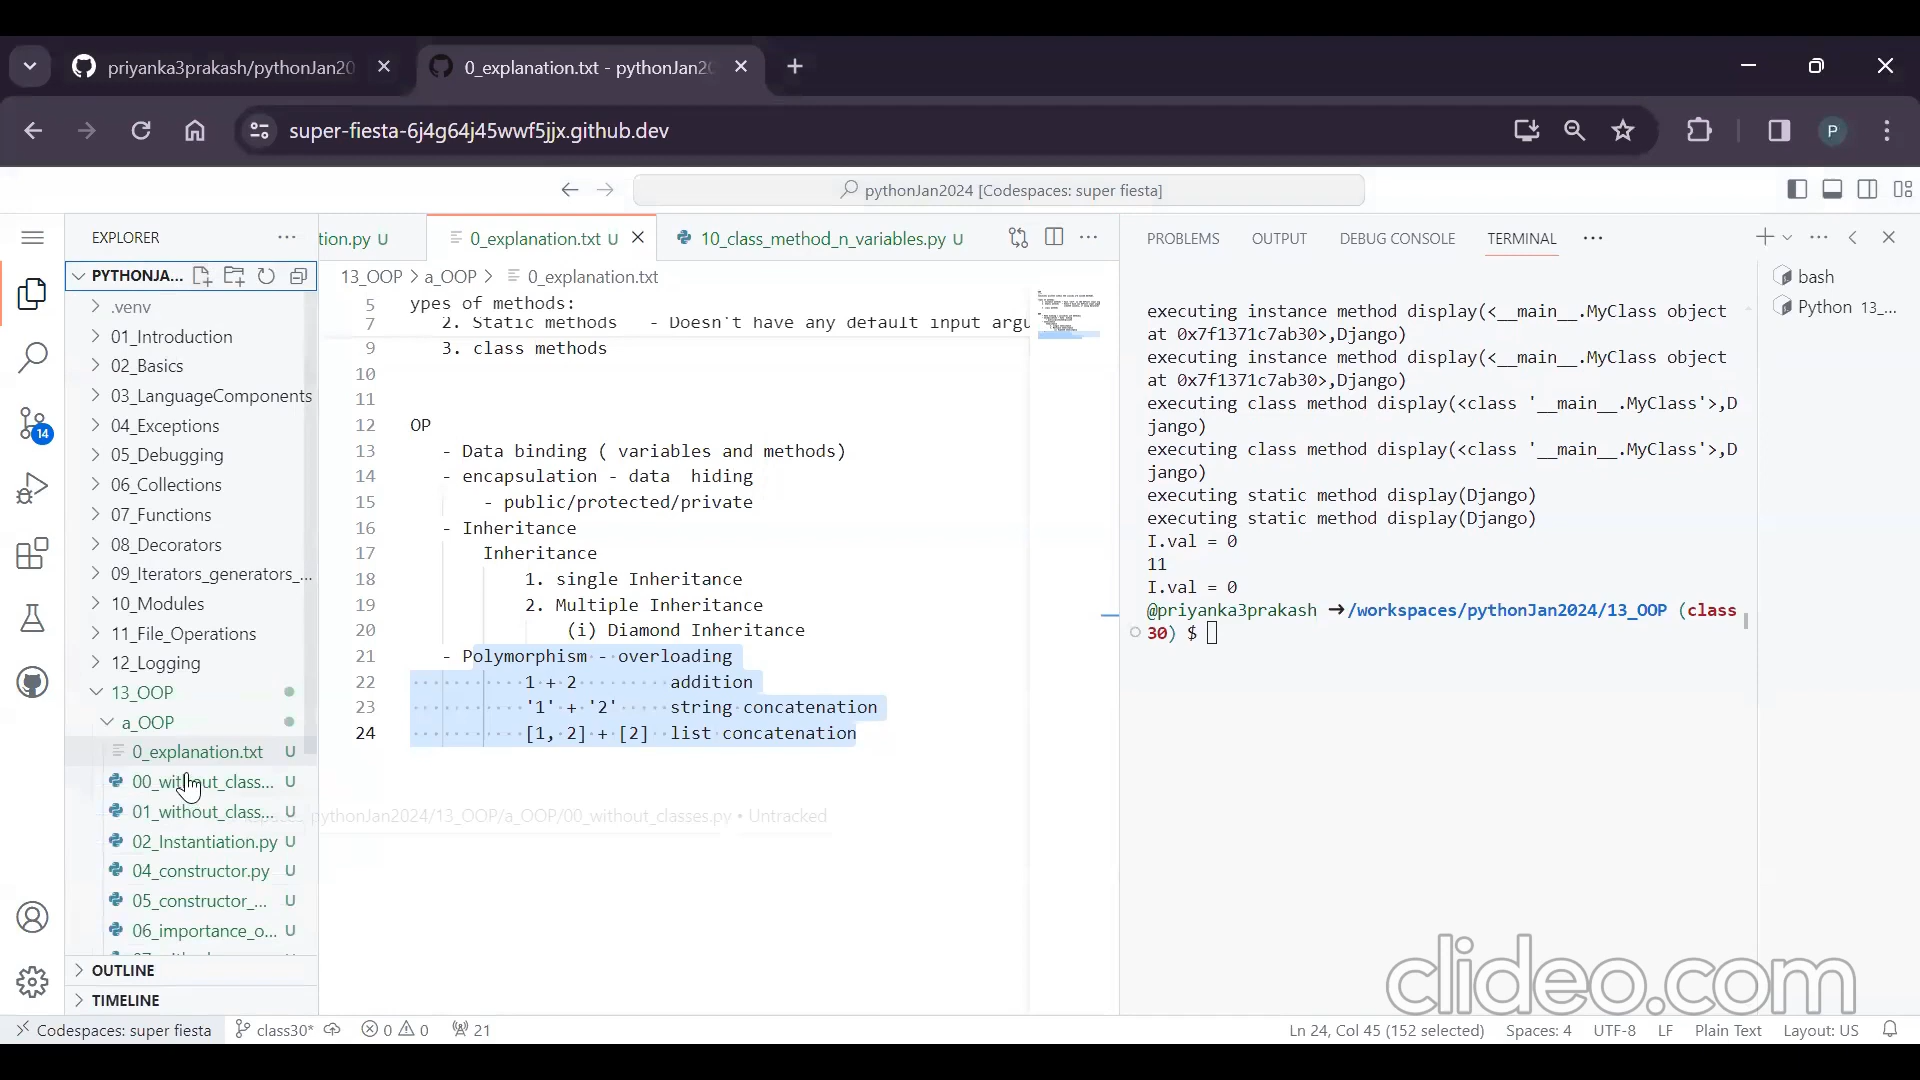 priyanka3prakash/pythonJan20
0_explanation.txt - pythonJan20
super-fiesta-6j4g64j45wwf5jjx.github.dev
P
pythonJan2024 [Codespaces: super fiesta]
EXPLORER
PYTHONJA...
.venv
01_Introduction
02_Basics
03_LanguageComponents
04_Exceptions
05_Debugging
06_Collections
07_Functions
08_Decorators
09_Iterators_generators_...
10_Modules
11_File_Operations
12_Logging
13_OOP
a_OOP
0_explanation.txt U
00_without_class... U
01_without_class... U
02_Instantiation.py U
04_constructor.py U
05_constructor_... U
06_importance_o... U
OUTLINE
TIMELINE
14
tion.py U
0_explanation.txt U
10_class_method_n_variables.py U
13_OOP > a_OOP > 0_explanation.txt
5 ypes of methods:
7 2. Static methods - Doesn't have any default input argu
9 3. class methods
10
11
12 OP
13 - Data binding ( variables and methods)
14 - encapsulation - data hiding
15 - public/protected/private
16 - Inheritance
17 Inheritance
18 1. single Inheritance
19 2. Multiple Inheritance
20 (i) Diamond Inheritance
21 - Polymorphism - overloading
22 1 + 2 addition
23 '1' + '2' string concatenation
24 [1, 2] + [2] list concatenation
pythonJan2024/13_OOP/a_OOP/00_without_classes.py • Untracked
PROBLEMS OUTPUT DEBUG CONSOLE TERMINAL
bash
Python 13_...
executing instance method display(<__main__.MyClass object
at 0x7f1371c7ab30>,Django)
executing instance method display(<__main__.MyClass object
at 0x7f1371c7ab30>,Django)
executing class method display(<class '__main__.MyClass'>,D
jango)
executing class method display(<class '__main__.MyClass'>,D
jango)
executing static method display(Django)
executing static method display(Django)
I.val = 0
11
I.val = 0
@priyanka3prakash →/workspaces/pythonJan2024/13_OOP (class
30) $
clideo.com
Codespaces: super fiesta class30* 0 0 21
Ln 24, Col 45 (152 selected) Spaces: 4 UTF-8 LF Plain Text Layout: US